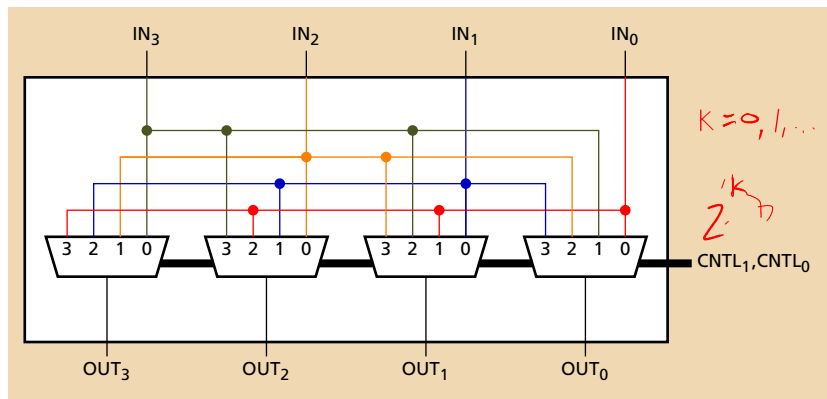 IN3 IN2 IN1 IN0
K=0,1,...
2^k n
3 2 1 0 3 2 1 0 3 2 1 0 3 2 1 0
CNTL1,CNTL0
OUT3 OUT2 OUT1 OUT0